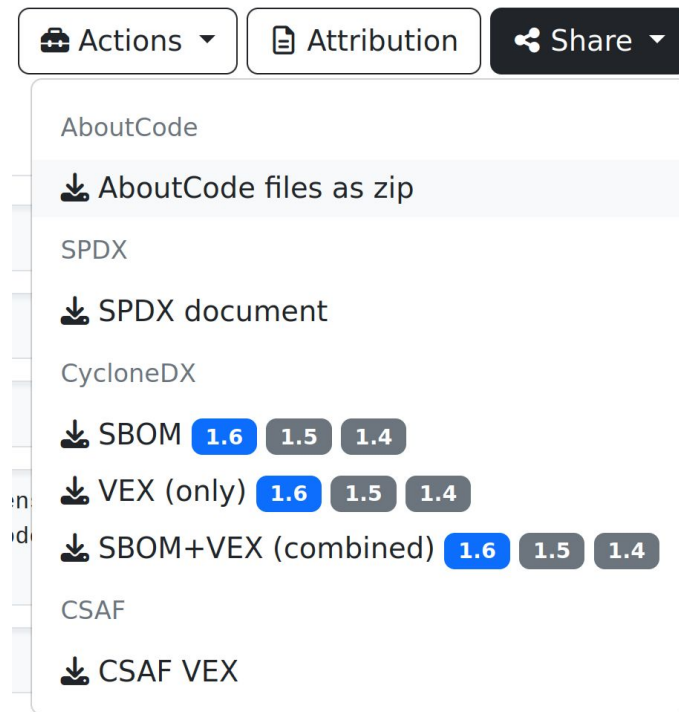 Actions Attribution Share
AboutCode
AboutCode files as zip
SPDX
SPDX document
CycloneDX
SBOM 1.6 1.5 1.4
VEX (only) 1.6 1.5 1.4
SBOM+VEX (combined) 1.6 1.5 1.4
CSAF
CSAF VEX